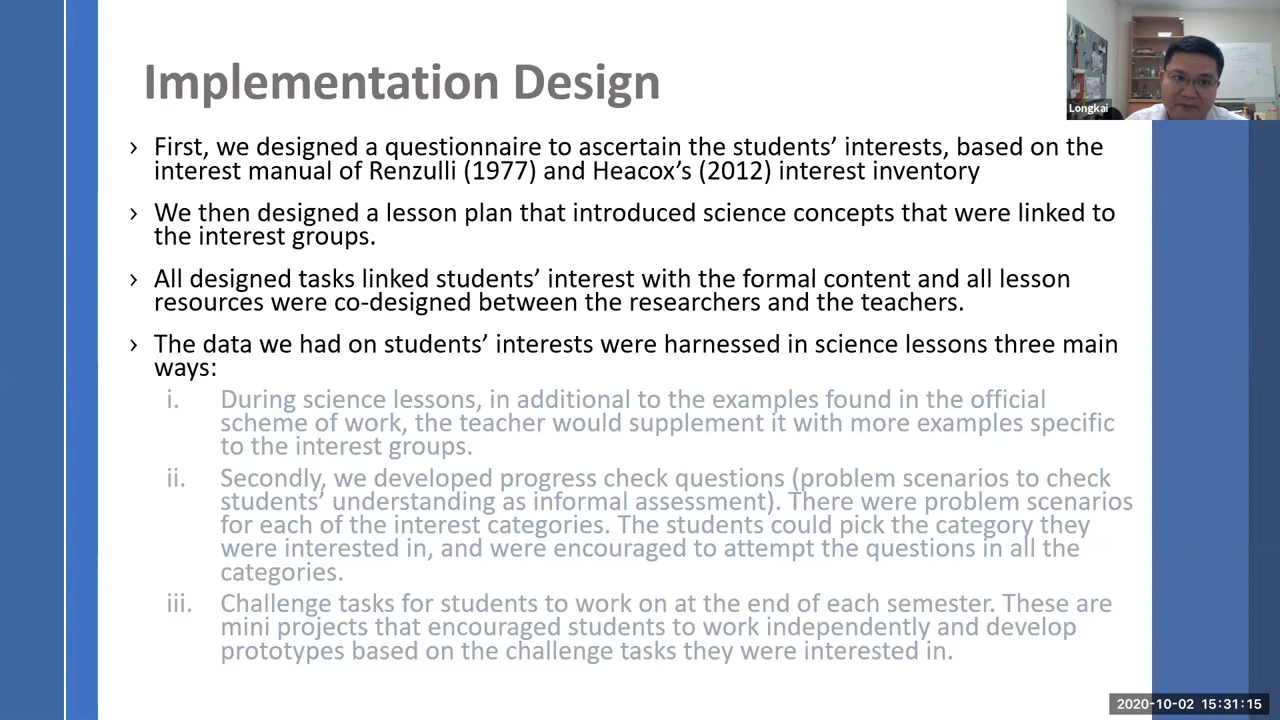 Implementation Design
Longkai
› First, we designed a questionnaire to ascertain the students’ interests, based on the
interest manual of Renzulli (1977) and Heacox’s (2012) interest inventory
› We then designed a lesson plan that introduced science concepts that were linked to
the interest groups.
› All designed tasks linked students’ interest with the formal content and all lesson
resources were co-designed between the researchers and the teachers.
› The data we had on students’ interests were harnessed in science lessons three main
ways:
i. During science lessons, in additional to the examples found in the official
scheme of work, the teacher would supplement it with more examples specific
to the interest groups.
ii. Secondly, we developed progress check questions (problem scenarios to check
students’ understanding as informal assessment). There were problem scenarios
for each of the interest categories. The students could pick the category they
were interested in, and were encouraged to attempt the questions in all the
categories.
iii. Challenge tasks for students to work on at the end of each semester. These are
mini projects that encouraged students to work independently and develop
prototypes based on the challenge tasks they were interested in.
2020-10-02 15:31:15